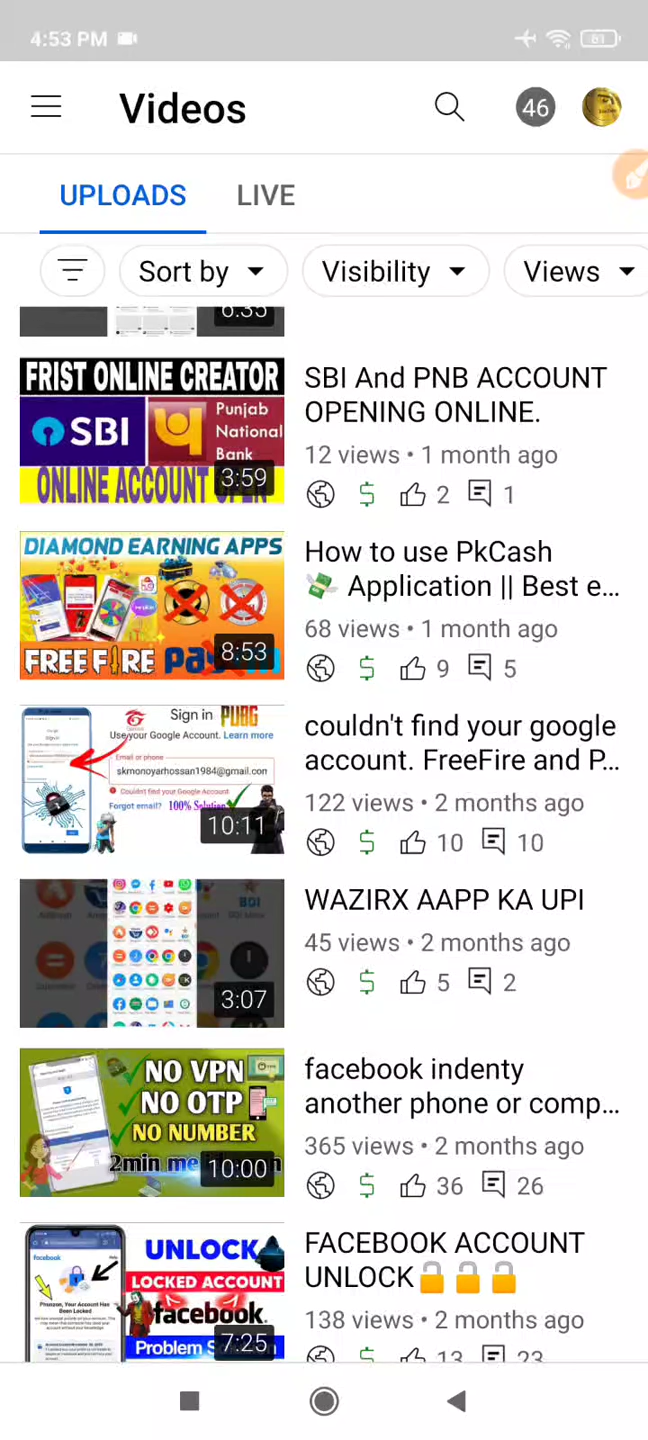 4:53 PM
81
Videos
46
UPLOADS
LIVE
Sort by
Visibility
Views
6:35
FRIST ONLINE CREATOR
SBI
Punjab
National
Bank
3:59
SBI And PNB ACCOUNT
OPENING ONLINE.
12 views • 1 month ago
2
1
DIAMOND EARNING APPS
FREE FIRE
8:53
How to use PkCash
💸 Application || Best e...
68 views • 1 month ago
9
5
Sign in PUBG
Use your Google Account. Learn more
Email or phone
skmonoyarhossan1984@gmail.com
Couldn't find your google Account
Forgot email? 100% Solution
10:11
couldn't find your google
account. FreeFire and P...
122 views • 2 months ago
10
10
3:07
WAZIRX AAPP KA UPI
45 views • 2 months ago
5
2
NO VPN
NO OTP
NO NUMBER
2min me
10:00
facebook indenty
another phone or comp...
365 views • 2 months ago
36
26
facebook
Your Account Has
Been Locked
UNLOCK
LOCKED ACCOUNT
facebook.
Problem
7:25
FACEBOOK ACCOUNT
UNLOCK🔓🔓🔓
138 views • 2 months ago
13
23